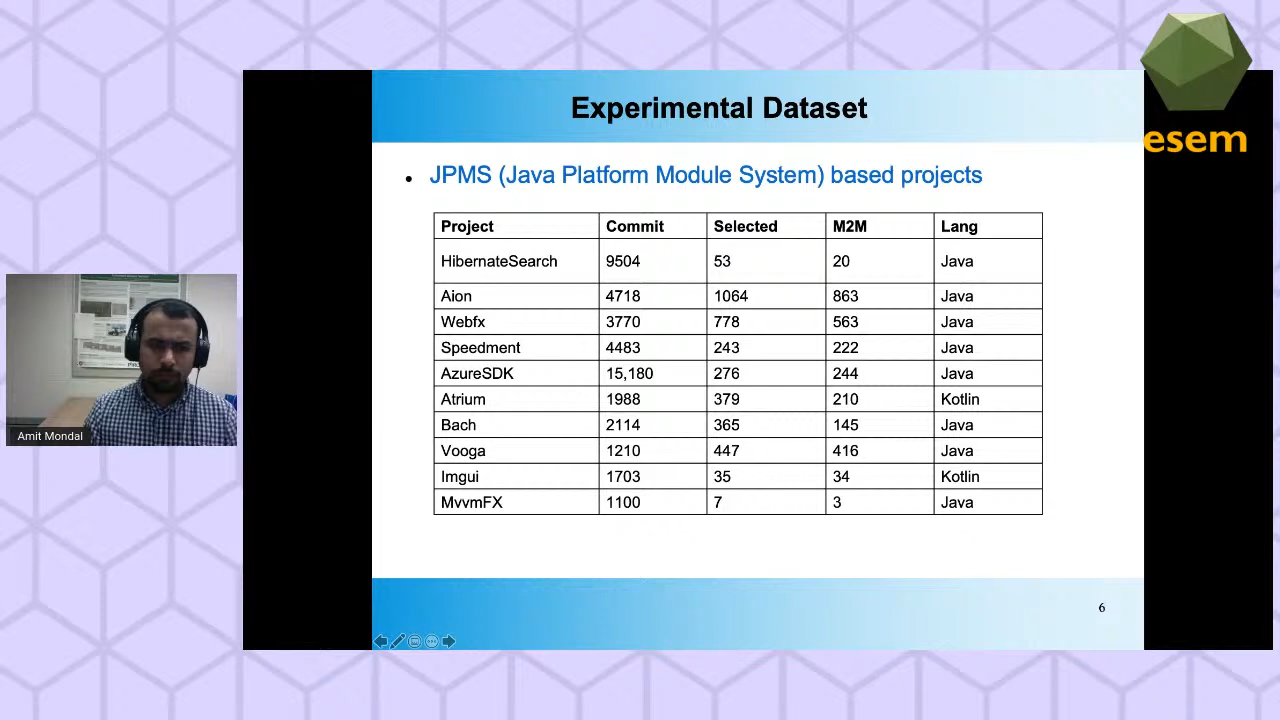 esem
Experimental Dataset
• JPMS (Java Platform Module System) based projects
Project Commit Selected M2M Lang
HibernateSearch 9504 53 20 Java
Aion 4718 1064 863 Java
Webfx 3770 778 563 Java
Speedment 4483 243 222 Java
AzureSDK 15,180 276 244 Java
Atrium 1988 379 210 Kotlin
Bach 2114 365 145 Java
Vooga 1210 447 416 Java
Imgui 1703 35 34 Kotlin
MvvmFX 1100 7 3 Java
6
Amit Mondal